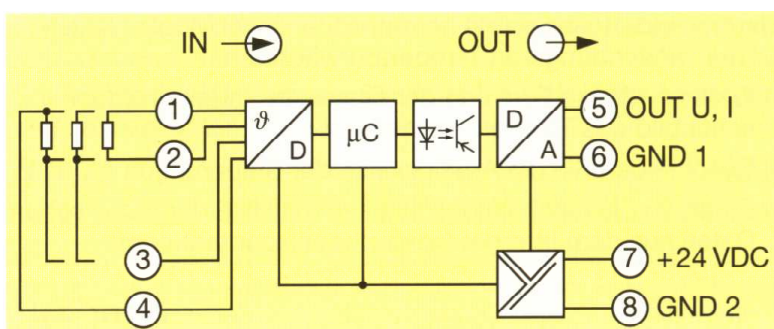 IN OUT
1 ϑ D μC D A 5 OUT U, I
2 6 GND 1
3 7 +24 VDC
4 8 GND 2